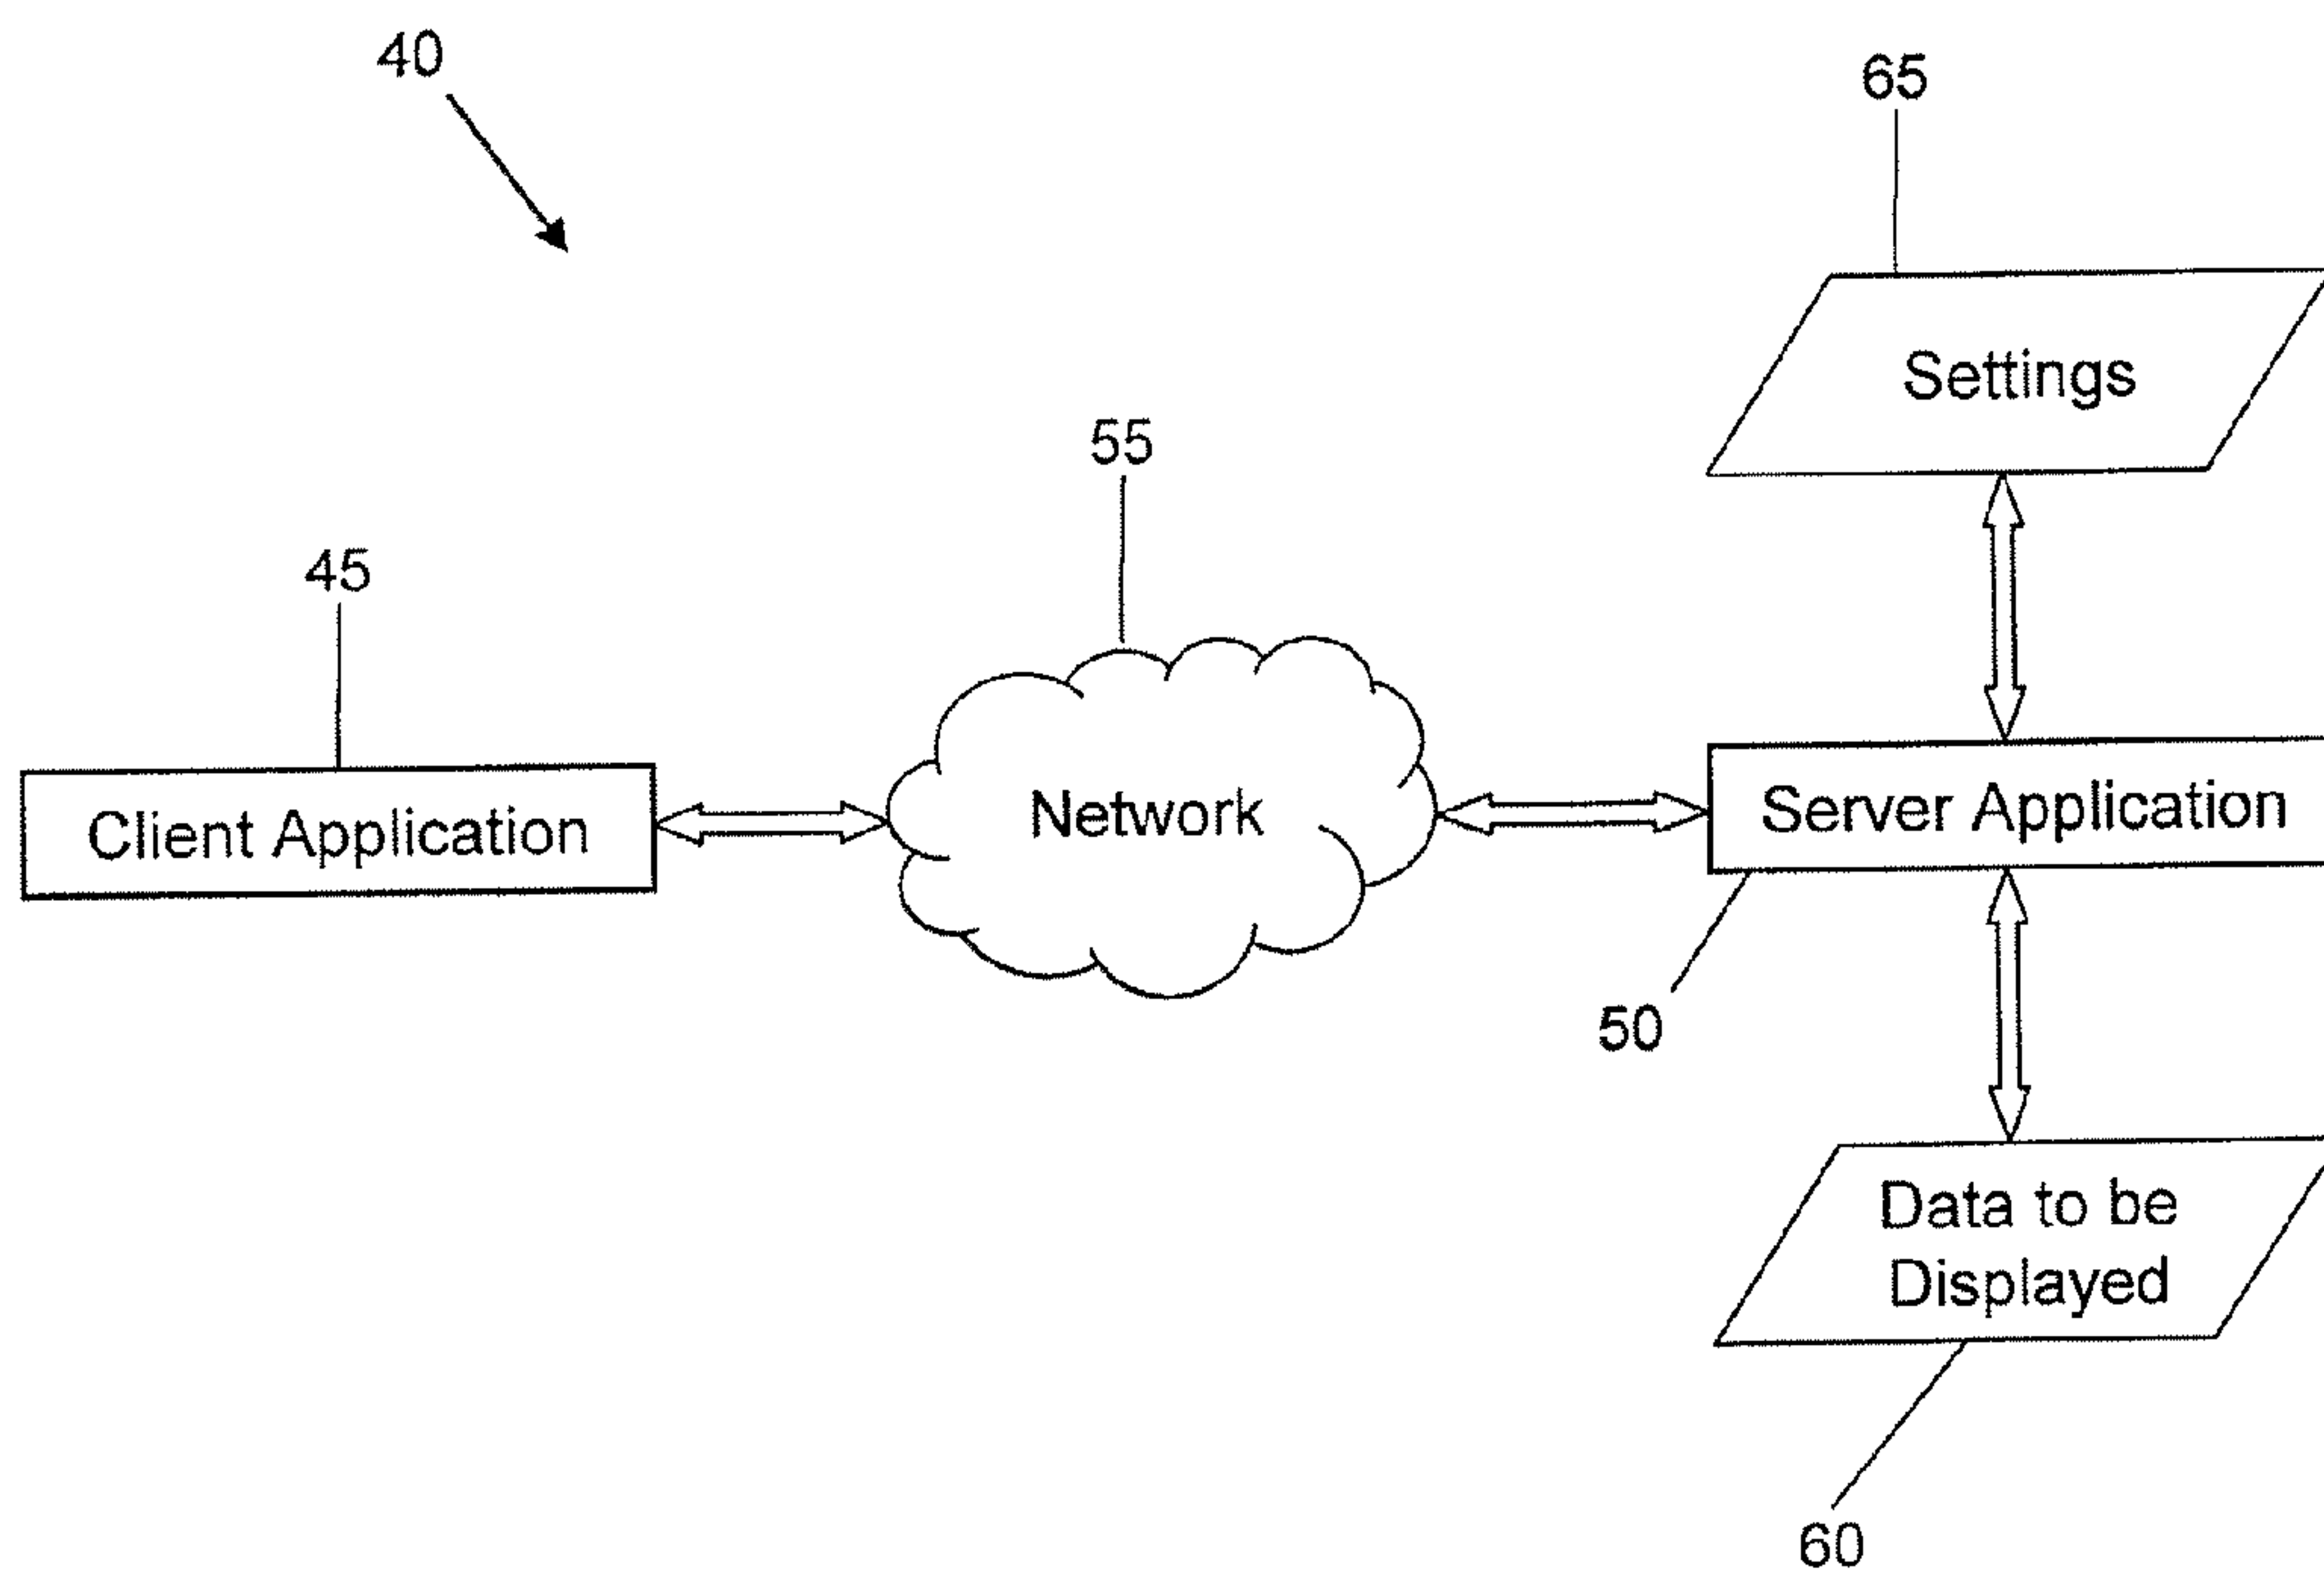 40
65
Settings
55
45
Client Application
Network
Server Application
50
Data to be
Displayed
60